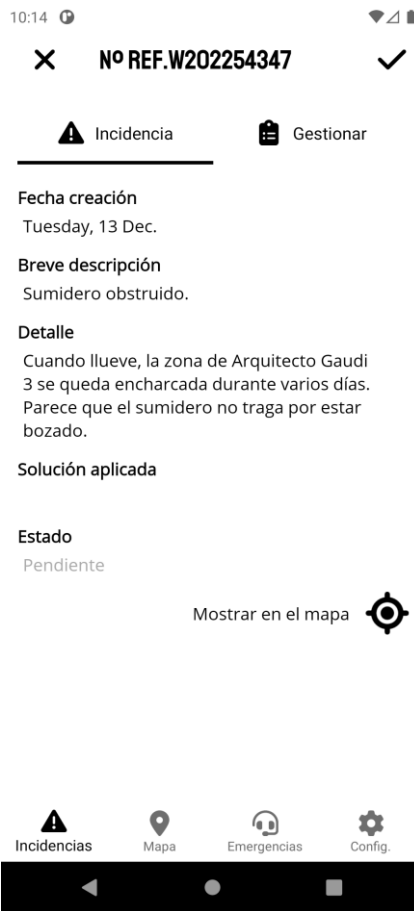 10:14
Nº REF.W202254347
Incidencia
Gestionar
Fecha creación
Tuesday, 13 Dec.
Breve descripción
Sumidero obstruido.
Detalle
Cuando llueve, la zona de Arquitecto Gaudi
3 se queda encharcada durante varios días.
Parece que el sumidero no traga por estar
bozado.
Solución aplicada
Estado
Pendiente
Mostrar en el mapa
Incidencias
Mapa
Emergencias
Config.